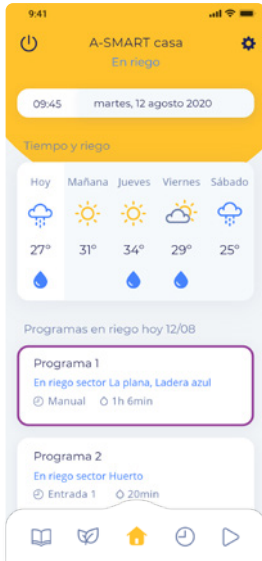 9:41
A-SMART casa
En riego
09:45 martes, 12 agosto 2020
Tiempo y riego
Hoy Mañana Jueves Viernes Sábado
27° 31° 34° 29° 25°
Programas en riego hoy 12/08
Programa 1
En riego sector La plana, Ladera azul
Manual 1h 6min
Programa 2
En riego sector Huerto
Entrada 1 20min